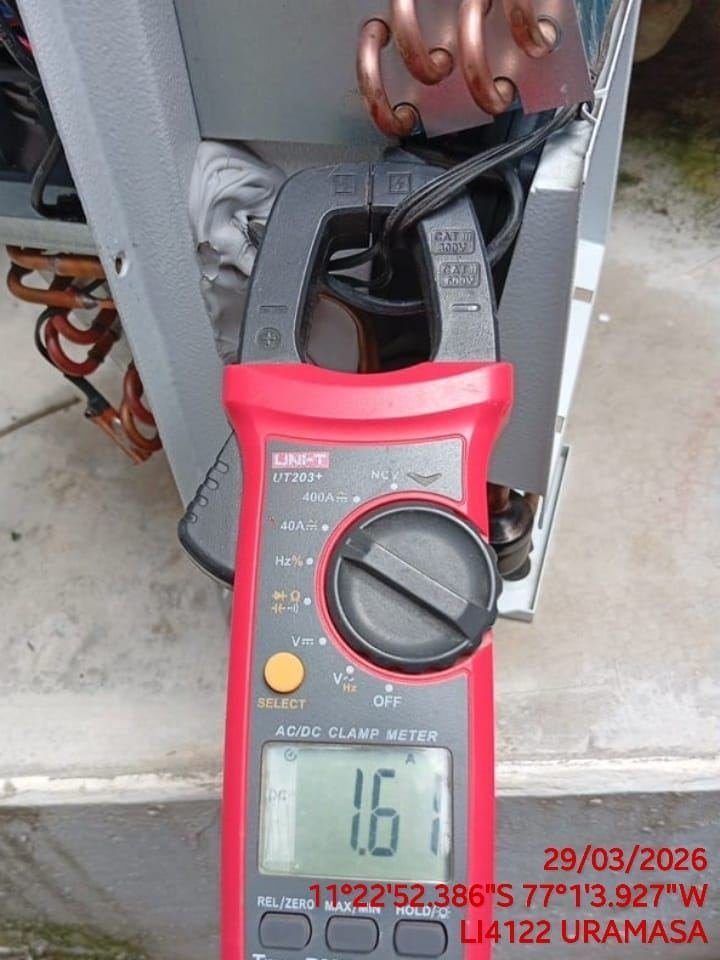 CAT III
300V
CAT II
600V
UNI-T
UT203+
NCV
400A
40A
Hz%
Ω
V
V~
Hz
OFF
SELECT
AC/DC CLAMP METER
DC
A
1.61
REL/ZERO MAX/MIN HOLD/
29/03/2026
11°22'52.386"S 77°1'3.927"W
LI4122 URAMASA